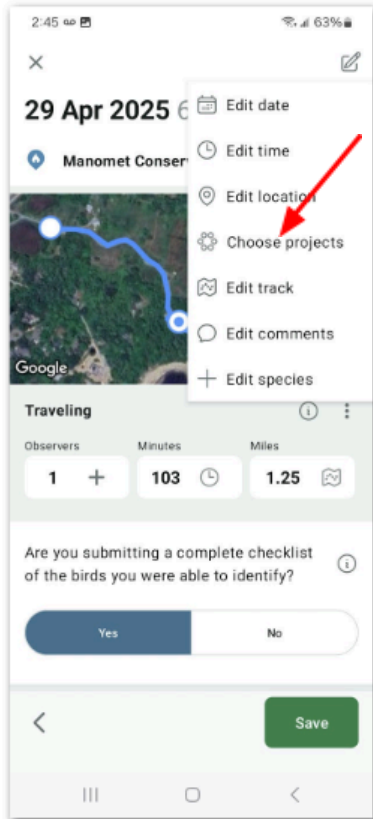 2:45
63%
29 Apr 2025 6
Manomet Conser
Edit date
Edit time
Edit location
Choose projects
Edit track
Edit comments
Edit species
Google
Traveling
Observers Minutes Miles
1 + 103 1.25
Are you submitting a complete checklist
of the birds you were able to identify?
Yes No
Save